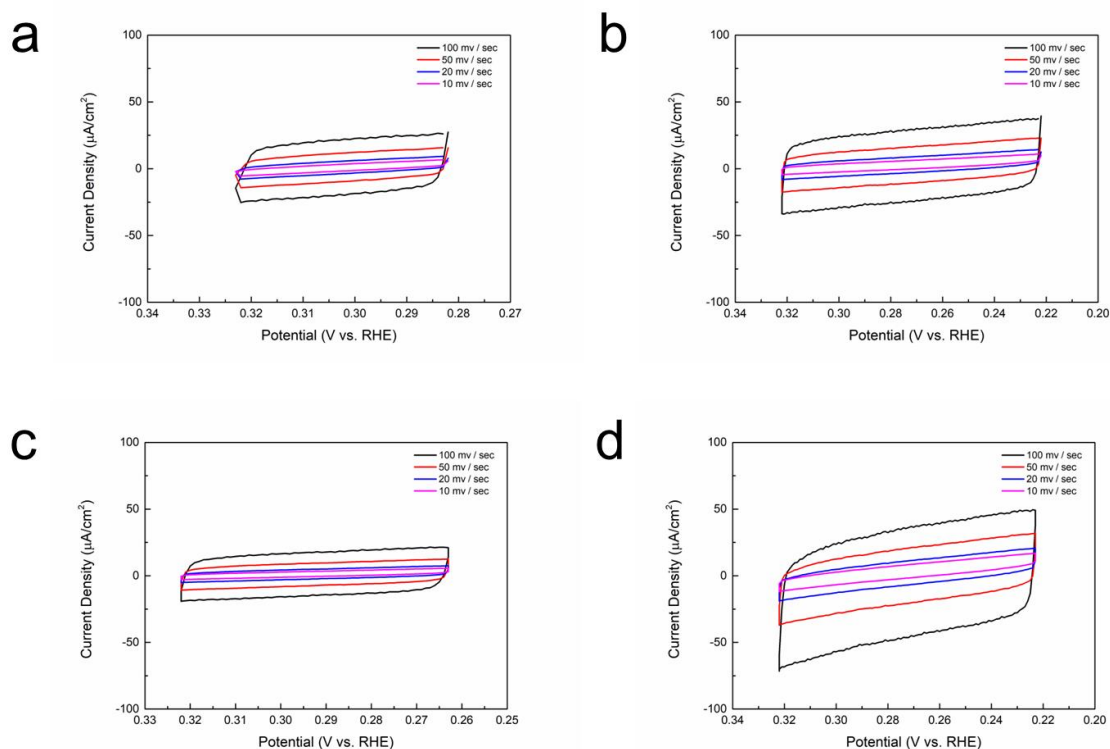 a
100
50
0
-50
-100
Current Density (μA/cm²)
100 mv / sec
50 mv / sec
20 mv / sec
10 mv / sec
0.34 0.33 0.32 0.31 0.30 0.29 0.28 0.27
Potential (V vs. RHE)
b
100
50
0
-50
-100
Current Density (μA/cm²)
100 mv / sec
50 mv / sec
20 mv / sec
10 mv / sec
0.34 0.32 0.30 0.28 0.26 0.24 0.22 0.20
Potential (V vs. RHE)
c
100
50
0
-50
-100
Current Density (μA/cm²)
100 mv / sec
50 mv / sec
20 mv / sec
10 mv / sec
0.33 0.32 0.31 0.30 0.29 0.28 0.27 0.26 0.25
Potential (V vs. RHE)
d
100
50
0
-50
-100
Current Density (μA/cm²)
100 mv / sec
50 mv / sec
20 mv / sec
10 mv / sec
0.34 0.32 0.30 0.28 0.26 0.24 0.22 0.20
Potential (V vs. RHE)